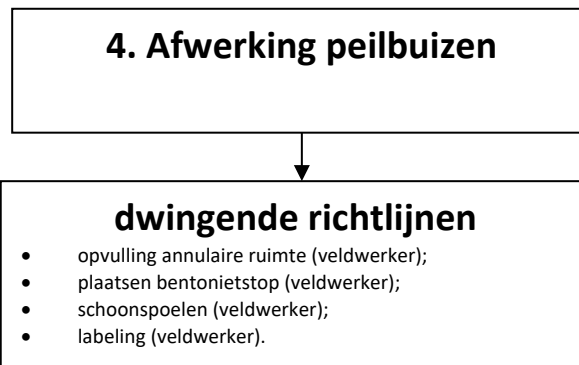 4. Afwerking peilbuizen
dwingende richtlijnen
• opvulling annulaire ruimte (veldwerker);
• plaatsen bentonietstop (veldwerker);
• schoonspoelen (veldwerker);
• labeling (veldwerker).